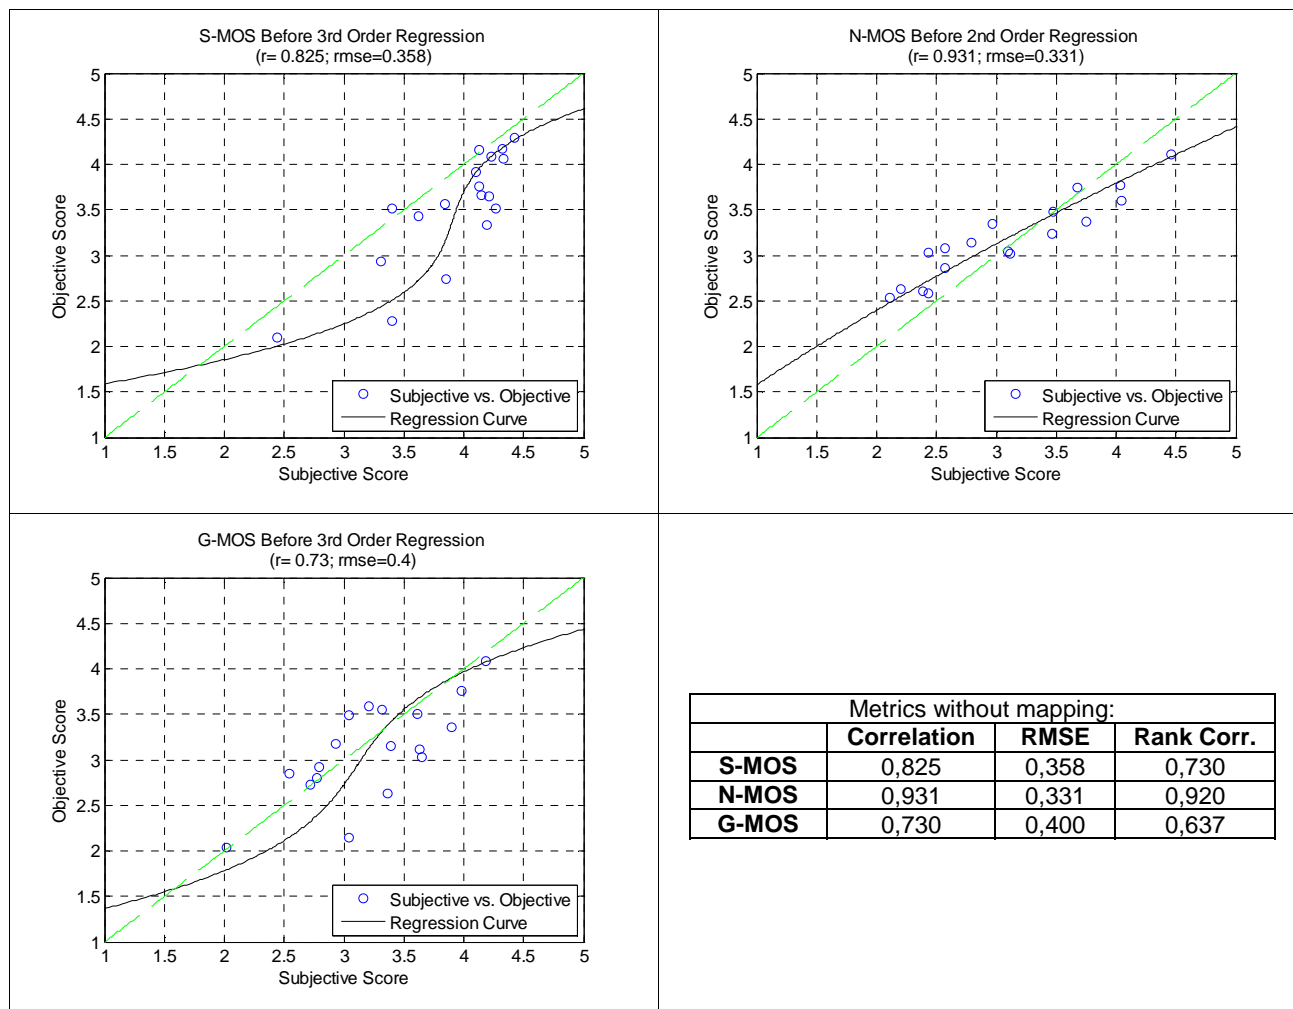 S-MOS Before 3rd Order Regression
(r= 0.825; rmse=0.358)
5
4.5
4
3.5
3
2.5
2
1.5
1
Objective Score
Subjective vs. Objective
Regression Curve
1 1.5 2 2.5 3 3.5 4 4.5 5
Subjective Score
N-MOS Before 2nd Order Regression
(r= 0.931; rmse=0.331)
5
4.5
4
3.5
3
2.5
2
1.5
1
Objective Score
Subjective vs. Objective
Regression Curve
1 1.5 2 2.5 3 3.5 4 4.5 5
Subjective Score
G-MOS Before 3rd Order Regression
(r= 0.73; rmse=0.4)
5
4.5
4
3.5
3
2.5
2
1.5
1
Objective Score
Subjective vs. Objective
Regression Curve
1 1.5 2 2.5 3 3.5 4 4.5 5
Subjective Score
Metrics without mapping:
Correlation RMSE Rank Corr.
S-MOS 0,825 0,358 0,730
N-MOS 0,931 0,331 0,920
G-MOS 0,730 0,400 0,637